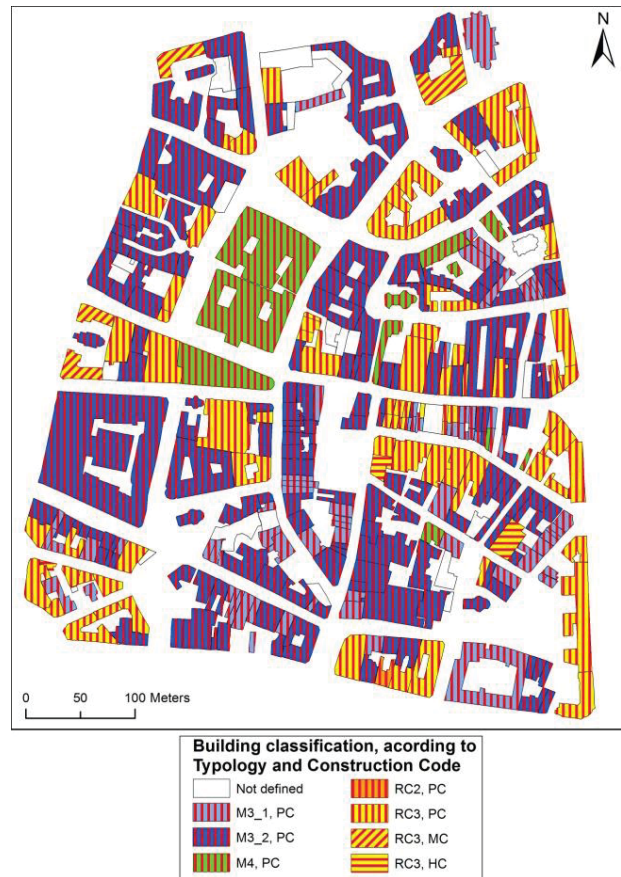 N
0 50 100 Meters
Building classification, acording to
Typology and Construction Code
Not defined
M3_1, PC
M3_2, PC
M4, PC
RC2, PC
RC3, PC
RC3, MC
RC3, HC